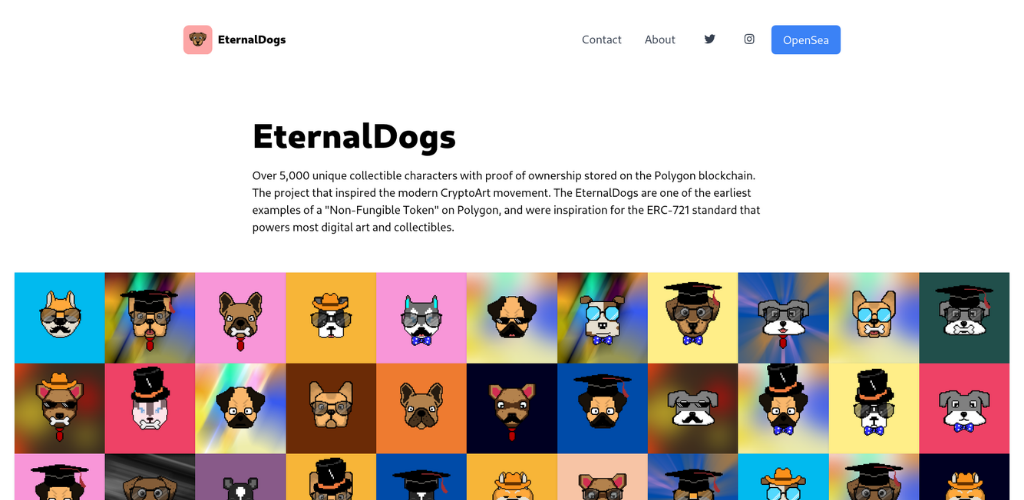 EternalDogs
Contact
About
OpenSea
EternalDogs
Over 5,000 unique collectible characters with proof of ownership stored on the Polygon blockchain.
The project that inspired the modern CryptoArt movement. The EternalDogs are one of the earliest
examples of a "Non-Fungible Token" on Polygon, and were inspiration for the ERC-721 standard that
powers most digital art and collectibles.